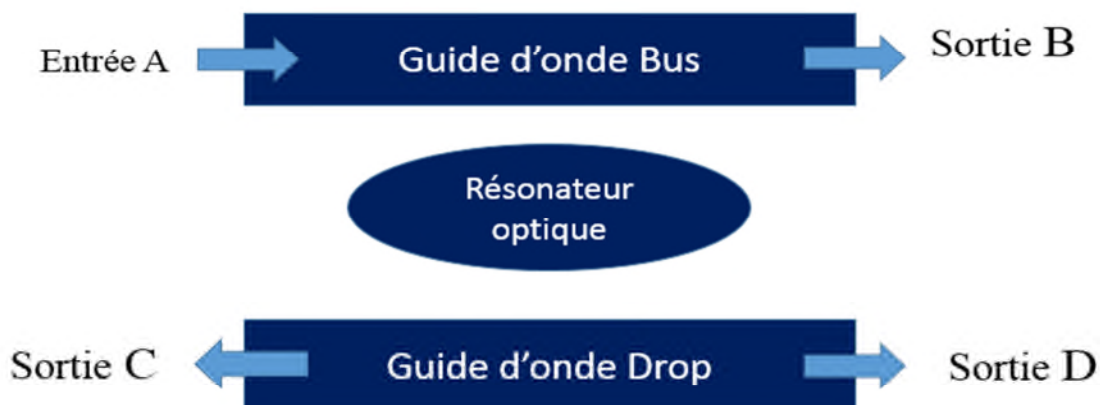 Entrée A
Guide d'onde Bus
Sortie B
Résonateur
optique
Sortie C
Guide d'onde Drop
Sortie D